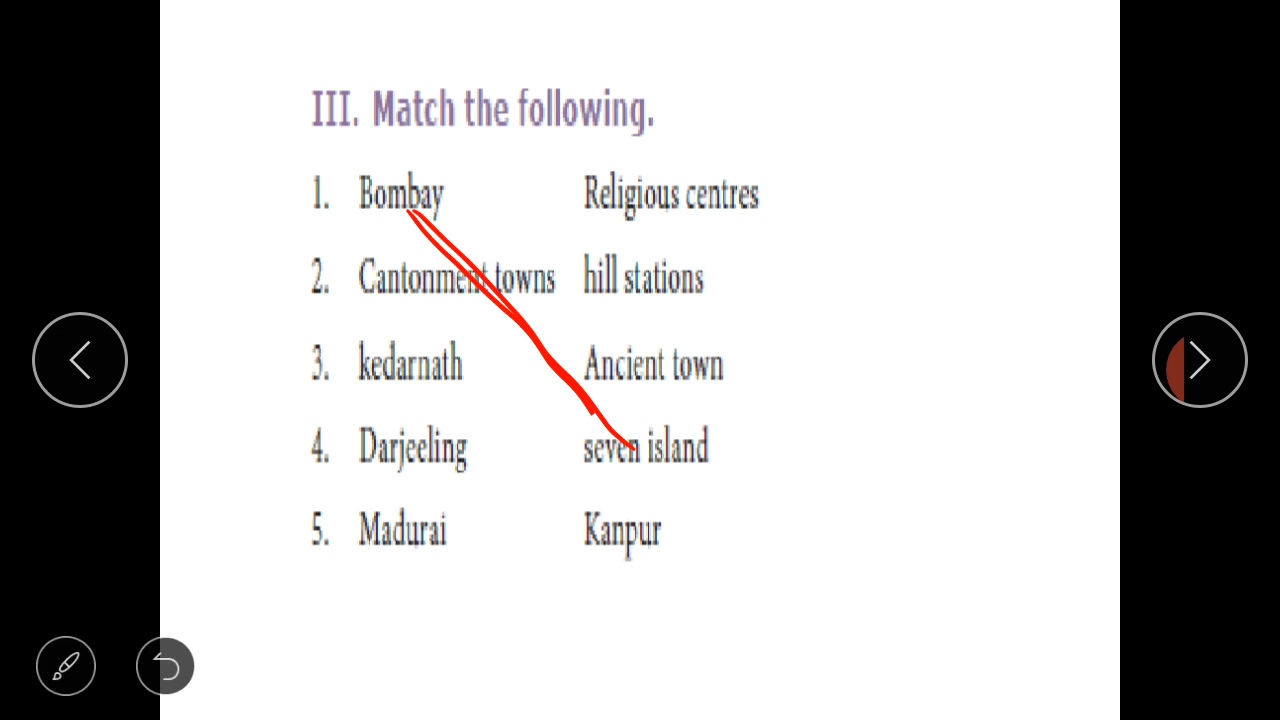 III. Match the following.
1. Bombay Religious centres
2. Cantonment towns hill stations
3. kedarnath Ancient town
4. Darjeeling seven island
5. Madurai Kanpur